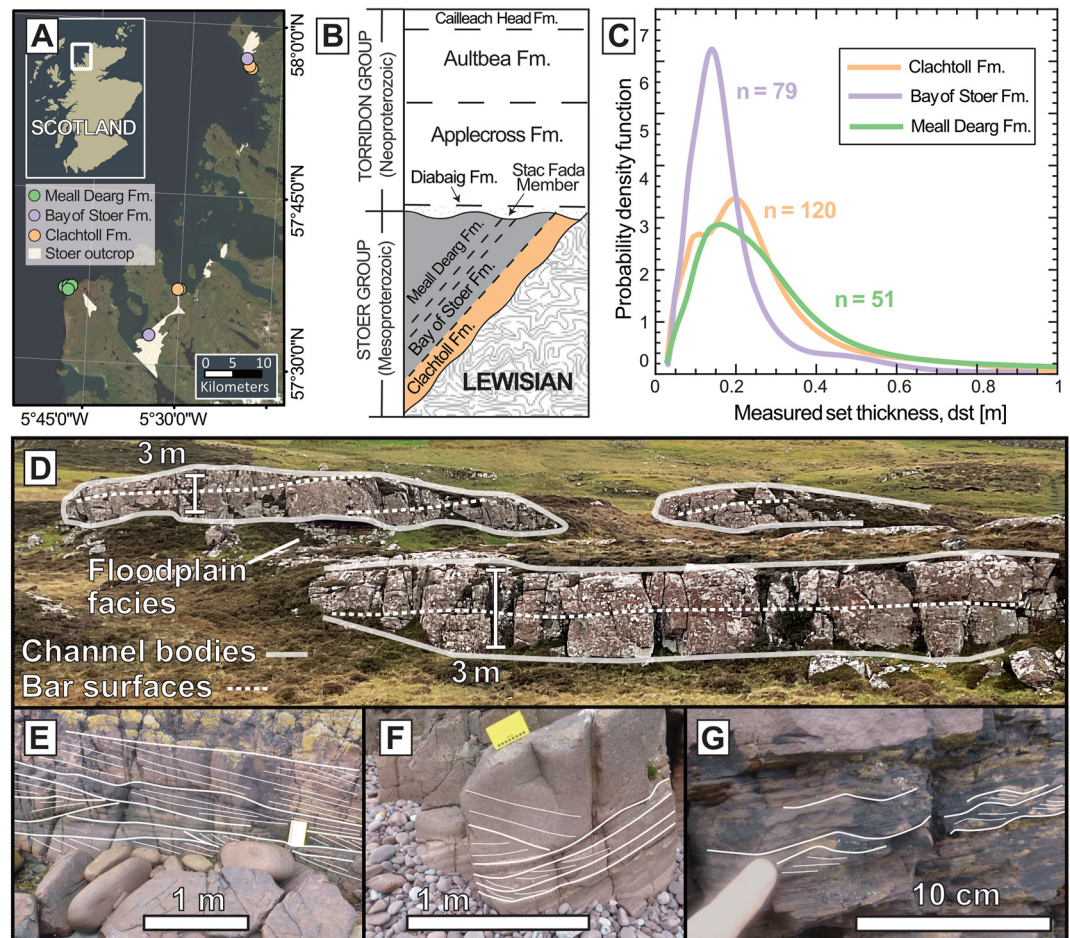 A
SCOTLAND
Meall Dearg Fm.
Bay of Stoer Fm.
Clachtoll Fm.
Stoer outcrop
0 5 10
Kilometers
58°0'0"N
57°45'0"N
57°30'0"N
5°45'0"W
5°30'0"W
B
TORRIDON GROUP
(Neoproterozoic)
STOER GROUP
(Mesoproterozoic)
Cailleach Head Fm.
Aultbea Fm.
Applecross Fm.
Diabaig Fm.
Stac Fada
Member
Meall Dearg Fm.
Bay of Stoer Fm.
Clachtoll Fm.
LEWISIAN
C
Probability density function
7
6
5
4
3
2
1
0
0 0.2 0.4 0.6 0.8 1
Measured set thickness, dst [m]
Clachtoll Fm.
Bay of Stoer Fm.
Meall Dearg Fm.
n = 79
n = 120
n = 51
D
3 m
Floodplain
facies
Channel bodies
Bar surfaces
3 m
E
1 m
F
1 m
G
10 cm